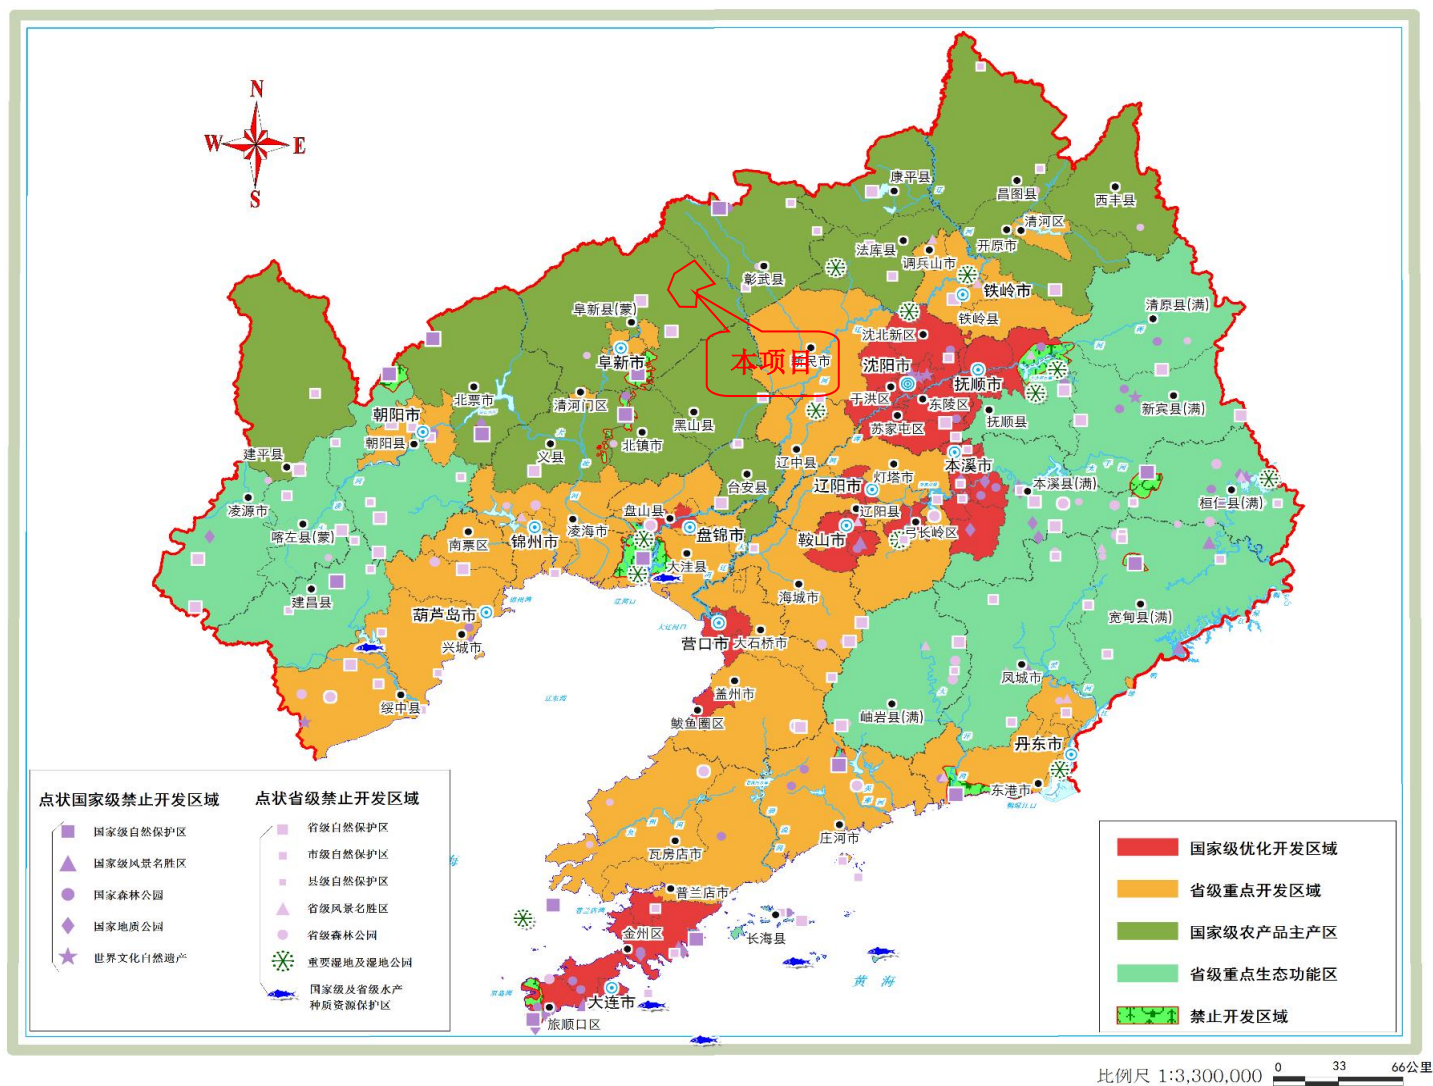 N
W
E
S
康平县
昌图县
西丰县
清河区
开原市
法库县
调兵山市
彰武县
铁岭市
清原县(满)
阜新县(蒙)
铁岭县
沈北新区
本项目
民市
阜新市
沈阳市
抚顺市
北票市
清河门区
于洪区
东陵区
新宾县(满)
朝阳市
黑山县
苏家屯区
抚顺县
朝阳县
义县
北镇市
建平县
辽中县
本溪市
灯塔市
台安县
辽阳市
本溪县(满)
凌源市
桓仁县(满)
盘山县
辽阳县
喀左县(蒙)
南票区
锦州市
凌海市
盘锦市
鞍山市
弓长岭区
大洼县
建昌县
海城市
葫芦岛市
宽甸县(满)
兴城市
营口市
大石桥市
凤城市
盖州市
绥中县
鲅鱼圈区
岫岩县(满)
丹东市
东港市
庄河市
瓦房店市
普兰店市
金州区
长海县
黄海
海
大连市
旅顺口区
点状国家级禁止开发区域
国家级自然保护区
国家级风景名胜区
国家森林公园
国家地质公园
世界文化自然遗产
点状省级禁止开发区域
省级自然保护区
市级自然保护区
县级自然保护区
省级风景名胜区
省级森林公园
重要湿地及湿地公园
国家级及省级水产
种质资源保护区
国家级优化开发区域
省级重点开发区域
国家级农产品主产区
省级重点生态功能区
禁止开发区域
比例尺 1:3,300,000
0 33 66公里